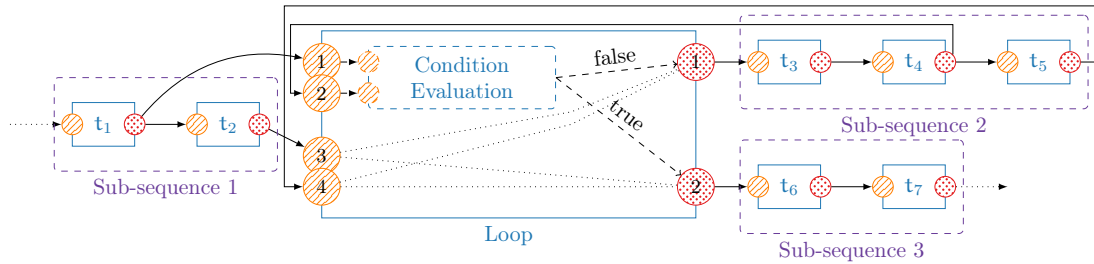 t1
t2
Sub-sequence 1
1
2
3
4
Condition
Evaluation
false
true
1
2
Loop
t3
t4
t5
Sub-sequence 2
t6
t7
Sub-sequence 3